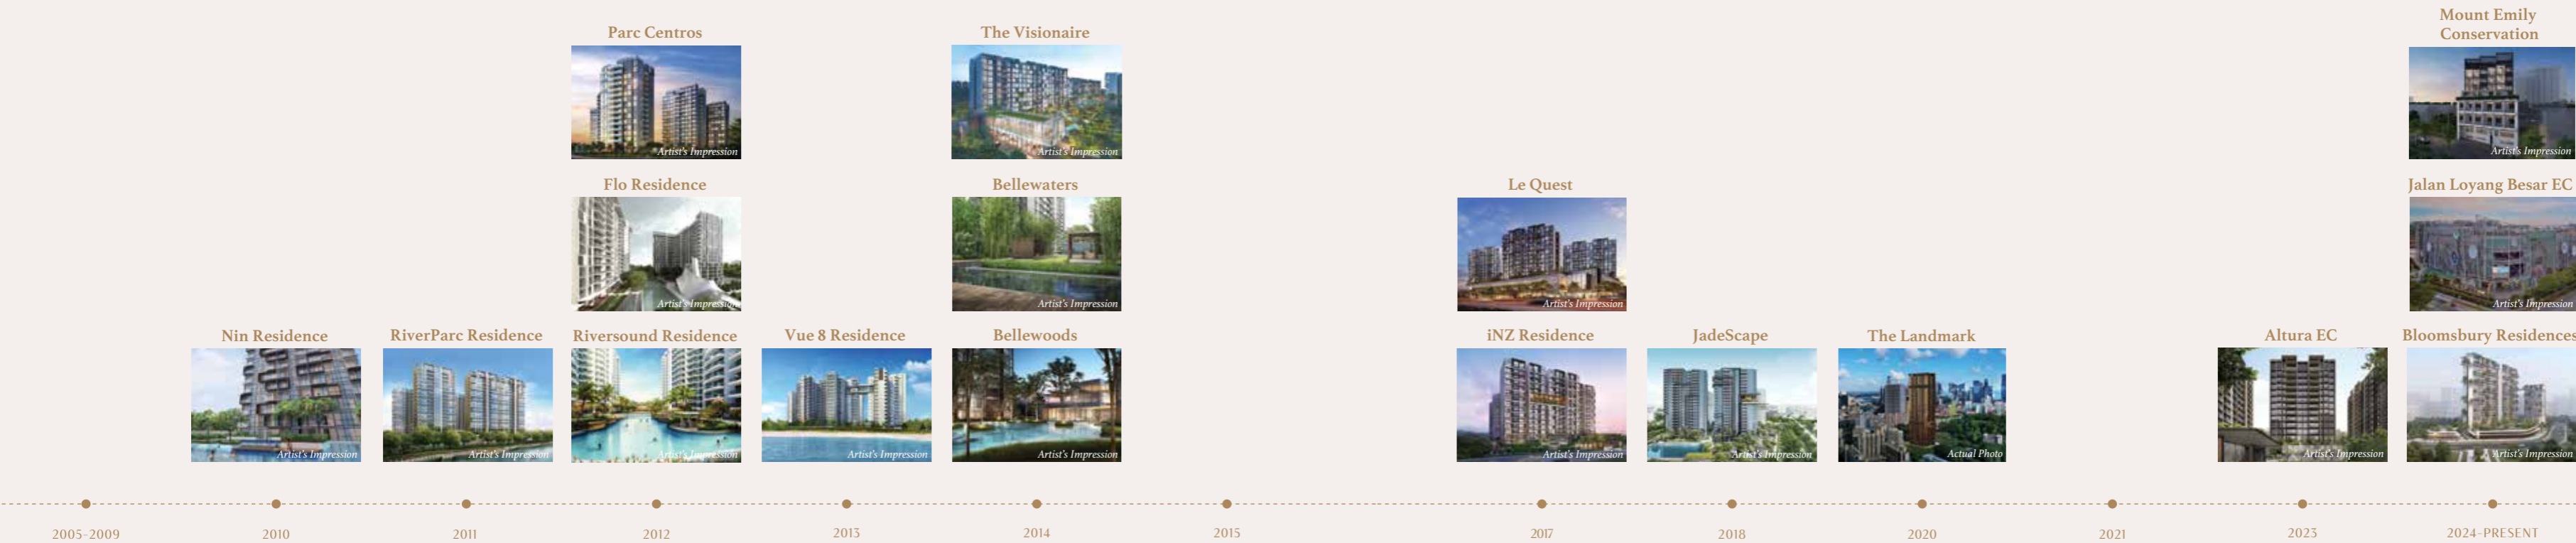 Mount Emily
Conservation
Parc Centros
The Visionaire
Artist's Impression
Artist's Impression
Artist's Impression
Flo Residence
Bellewaters
Le Quest
Jalan Loyang Besar EC
Artist's Impression
Artist's Impression
Artist's Impression
Artist's Impression
Nin Residence
RiverParc Residence
Riversound Residence
Vue 8 Residence
Bellewoods
iNZ Residence
JadeScape
The Landmark
Altura EC
Bloomsbury Residences
Artist's Impression
Artist's Impression
Artist's Impression
Artist's Impression
Artist's Impression
Artist's Impression
Artist's Impression
Actual Photo
Artist's Impression
Artist's Impression
2005-2009
2010
2011
2012
2013
2014
2015
2017
2018
2020
2021
2023
2024-PRESENT